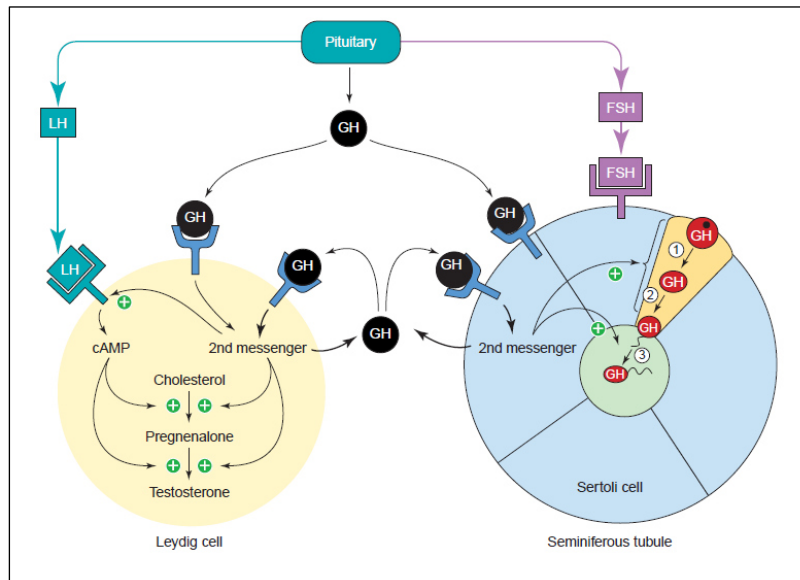 Pituitary
LH
GH
FSH
FSH
GH
GH
GH
GH
GH
1
LH
GH
2
+
+
+
GH
GH
3
cAMP
2nd messenger
2nd messenger
GH
Cholesterol
+ +
Pregnenalone
+ +
Testosterone
Sertoli cell
Leydig cell
Seminiferous tubule